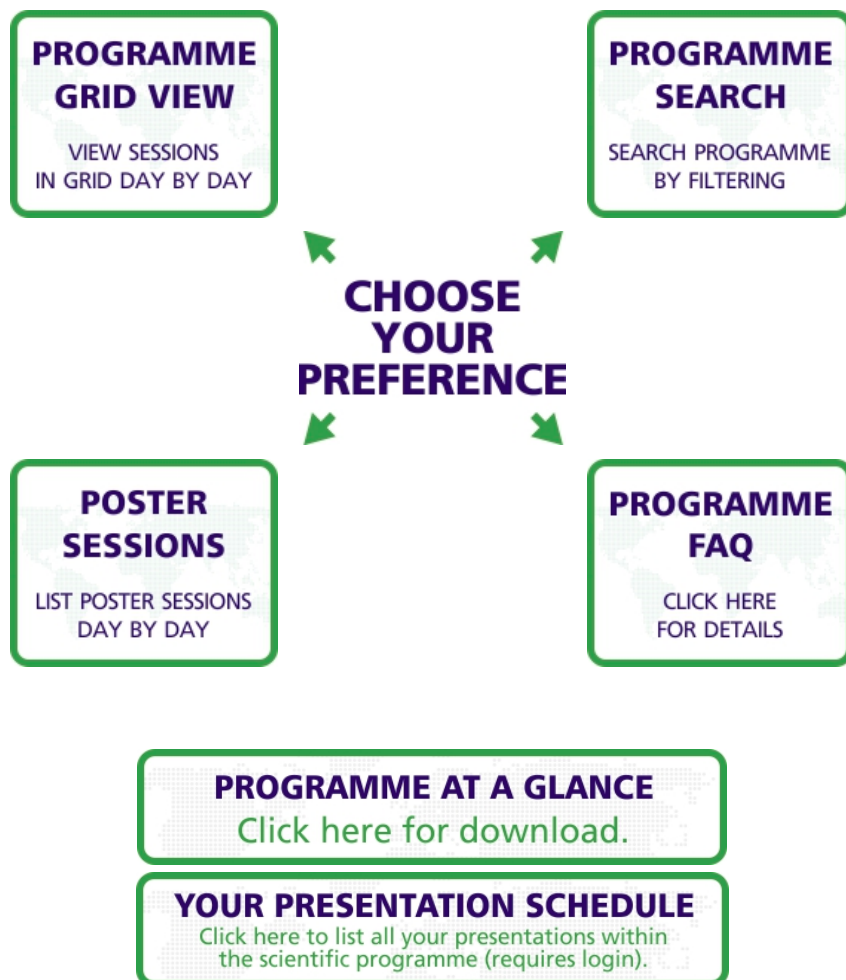 PROGRAMME
GRID VIEW
VIEW SESSIONS
IN GRID DAY BY DAY
PROGRAMME
SEARCH
SEARCH PROGRAMME
BY FILTERING
CHOOSE
YOUR
PREFERENCE
POSTER
SESSIONS
LIST POSTER SESSIONS
DAY BY DAY
PROGRAMME
FAQ
CLICK HERE
FOR DETAILS
PROGRAMME AT A GLANCE
Click here for download.
YOUR PRESENTATION SCHEDULE
Click here to list all your presentations within
the scientific programme (requires login).